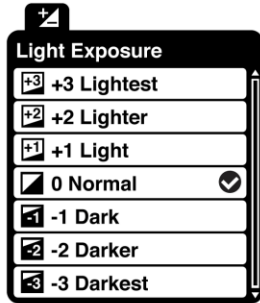 Light Exposure
+3 +3 Lightest
+2 +2 Lighter
+1 +1 Light
0 Normal
-1 -1 Dark
-2 -2 Darker
-3 -3 Darkest